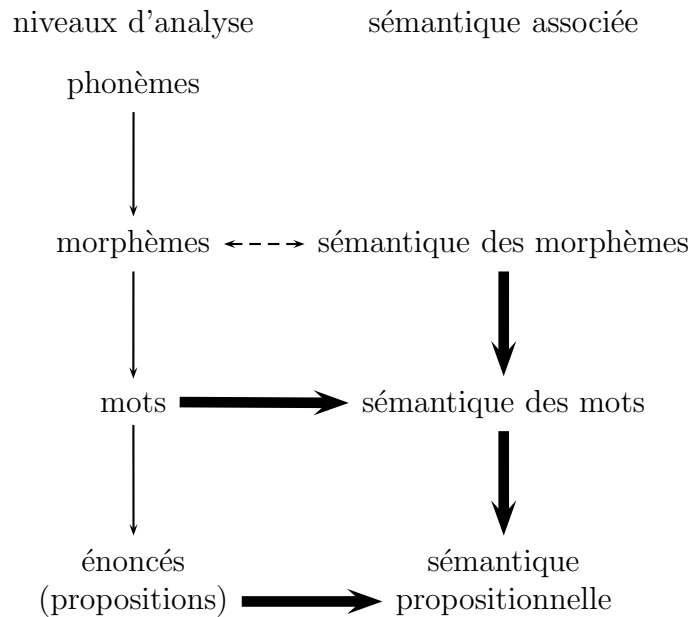 niveaux d'analyse
sémantique associée
phonèmes
morphèmes
sémantique des morphèmes
mots
sémantique des mots
énoncés
(propositions)
sémantique
propositionnelle